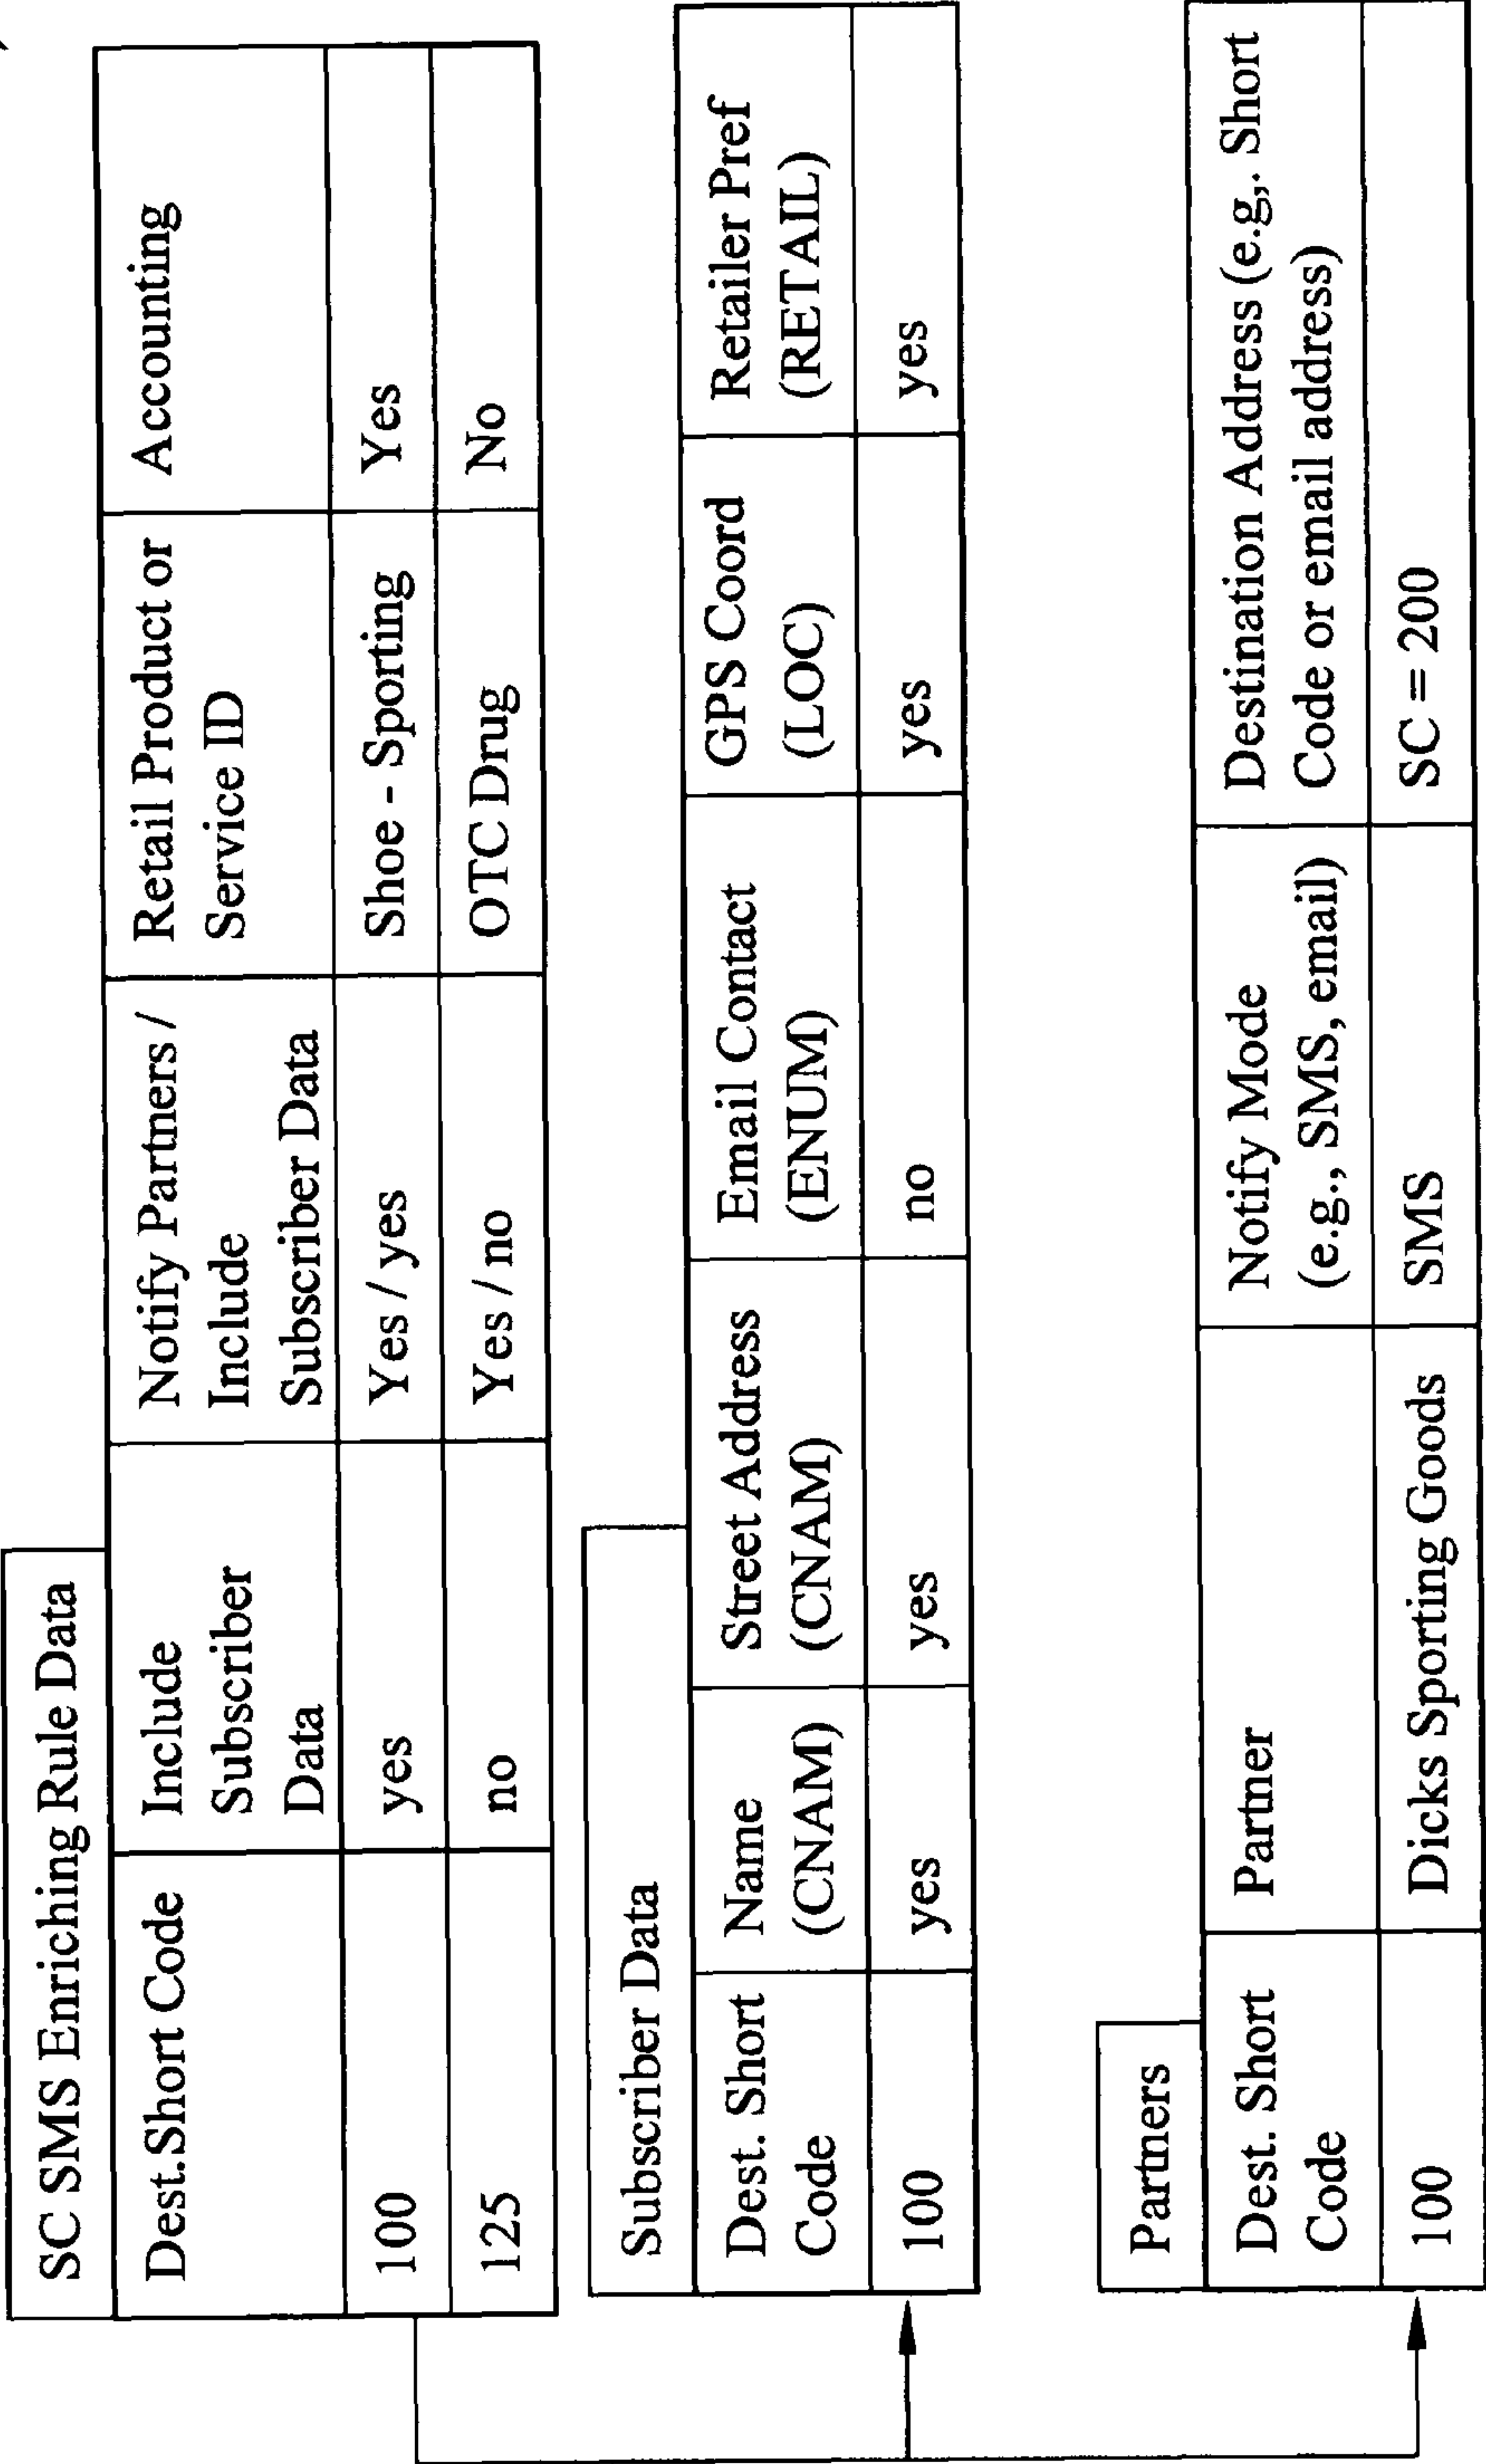 SC SMS Enriching Rule Data
Dest.Short Code
Include
Subscriber
Data
Notify Partners /
Include
Subscriber Data
Retail Product or
Service ID
Accounting
100
yes
Yes / yes
Shoe - Sporting
Yes
125
no
Yes / no
OTC Drug
No
Subscriber Data
Dest. Short
Code
Name
(CNAM)
Street Address
(CNAM)
Email Contact
(ENUM)
GPS Coord
(LOC)
Retailer Pref
(RETAIL)
100
yes
yes
no
yes
yes
Partners
Dest. Short
Code
Partner
Notify Mode
(e.g., SMS, email)
Destination Address (e.g,. Short
Code or email address)
100
Dicks Sporting Goods
SMS
SC = 200